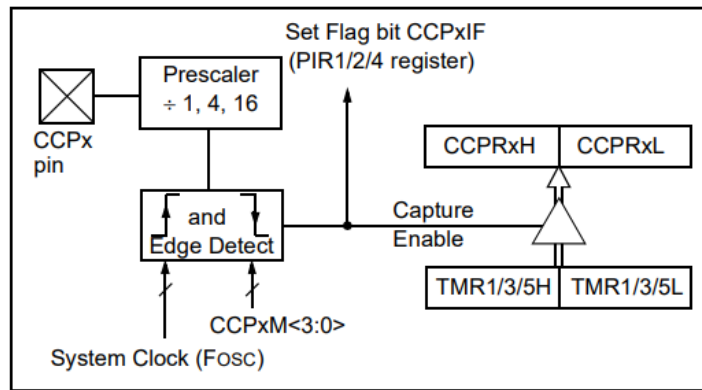 Set Flag bit CCPxIF
(PIR1/2/4 register)
Prescaler
÷ 1, 4, 16
CCPx
pin
CCPRxH
CCPRxL
and
Edge Detect
Capture
Enable
TMR1/3/5H
TMR1/3/5L
CCPxM<3:0>
System Clock (FOSC)